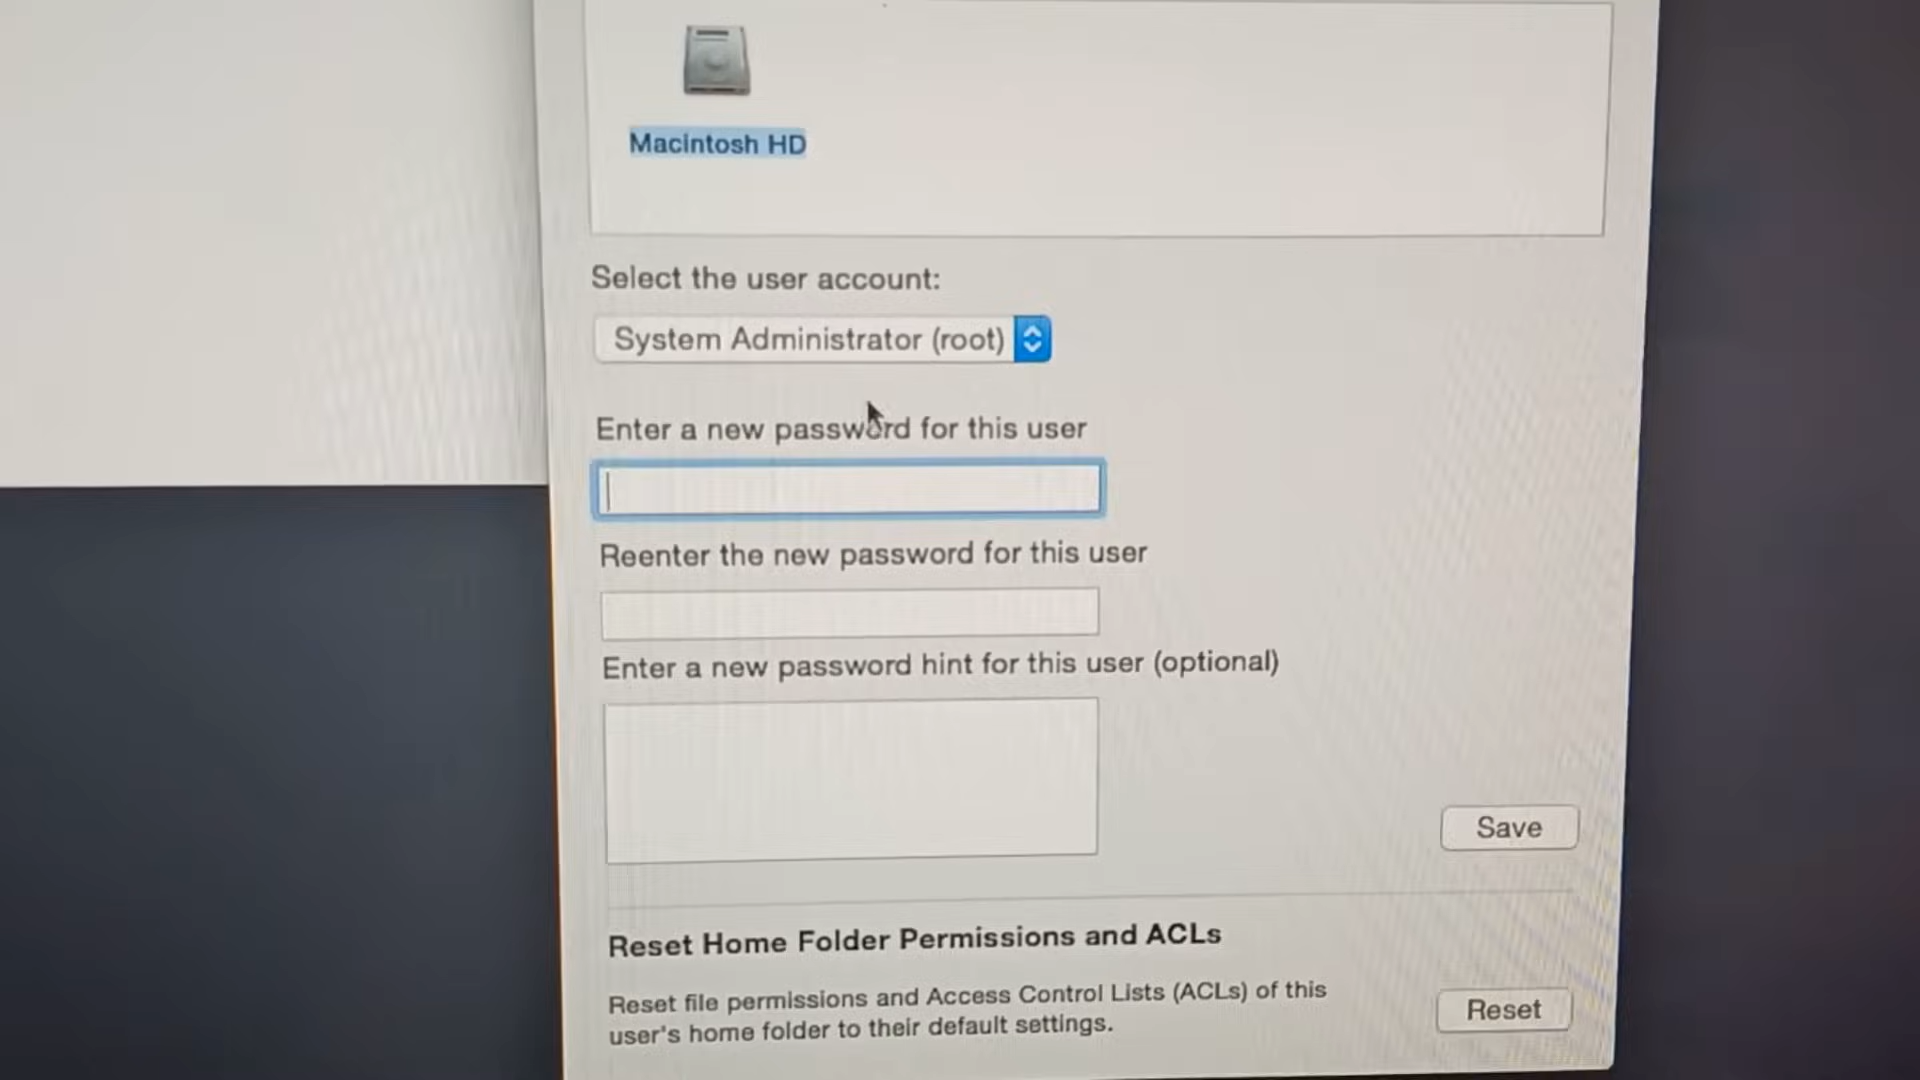 Macintosh HD
Select the user account:
System Administrator (root)
Enter a new password for this user
Reenter the new password for this user
Enter a new password hint for this user (optional)
Save
Reset Home Folder Permissions and ACLs
Reset file permissions and Access Control Lists (ACLs) of this
user's home folder to their default settings.
Reset